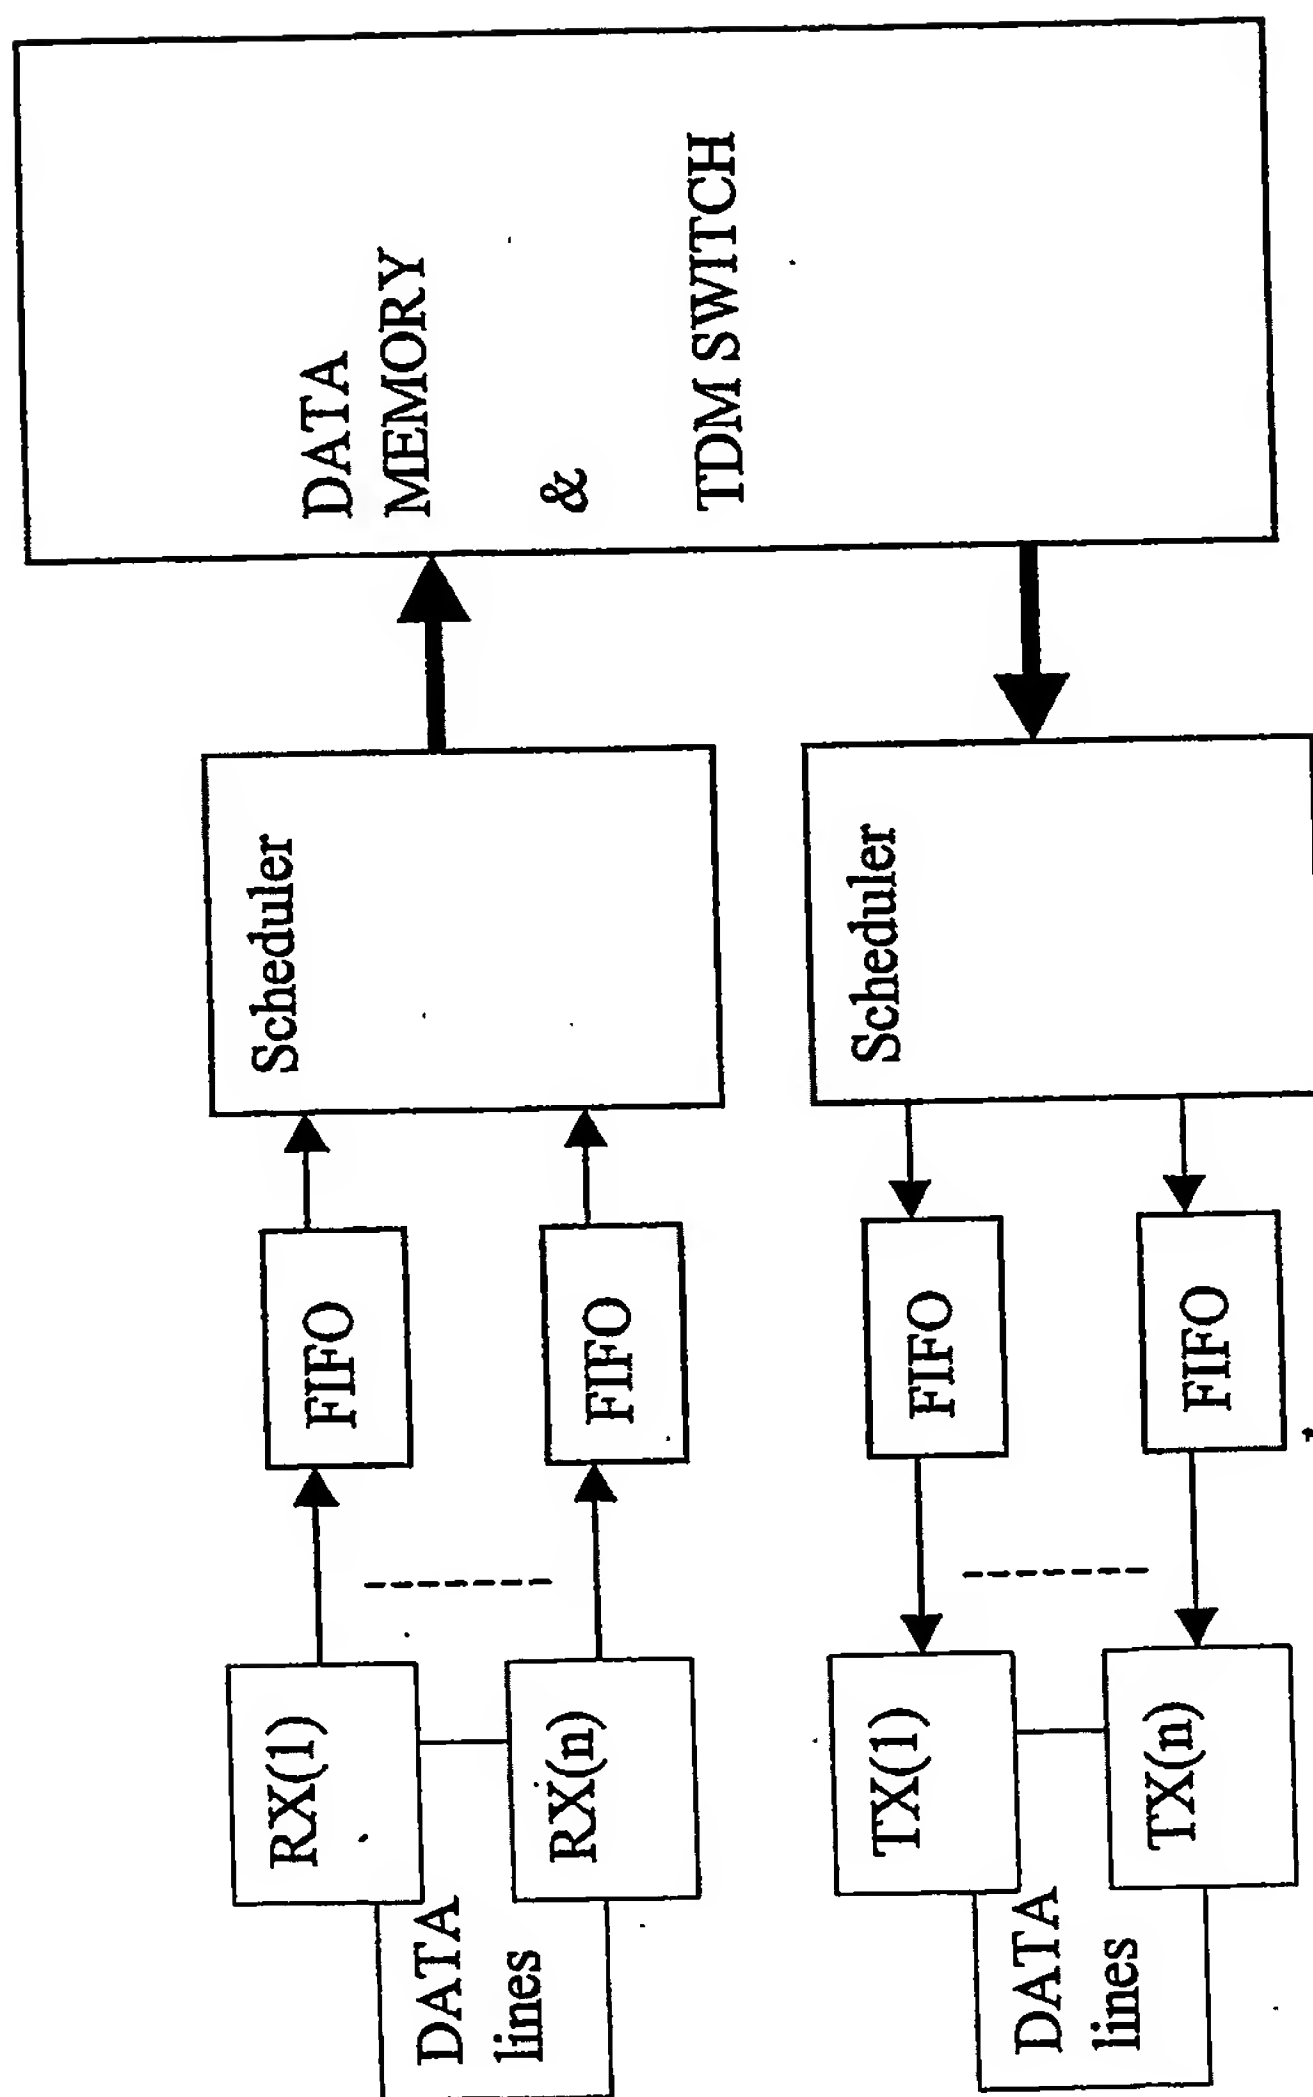 DATA
lines
RX(1)
RX(n)
FIFO
FIFO
Scheduler
DATA
MEMORY
&
TDM SWITCH
DATA
lines
TX(1)
TX(n)
FIFO
FIFO
Scheduler